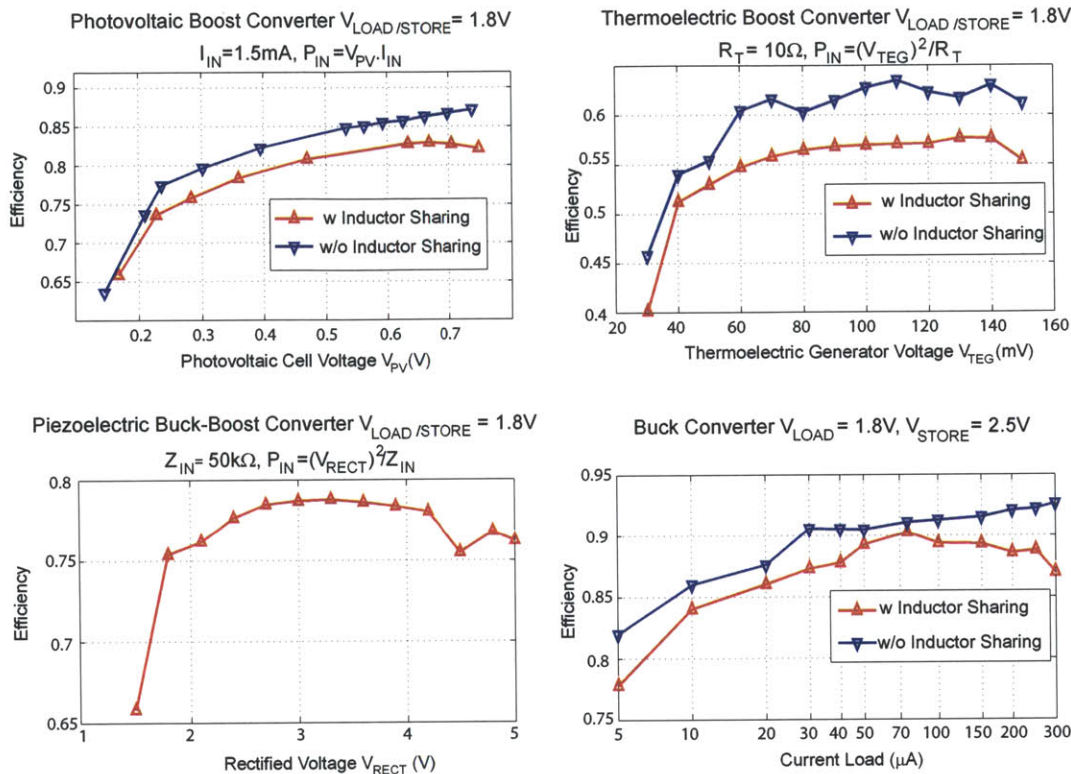 Photovoltaic Boost Converter V_LOAD/STORE = 1.8V
I_IN=1.5mA, P_IN=V_PV.I_IN
0.9
0.85
0.8
0.75
0.7
0.65
Efficiency
w Inductor Sharing
w/o Inductor Sharing
0.2 0.3 0.4 0.5 0.6 0.7
Photovoltaic Cell Voltage V_PV(V)
Thermoelectric Boost Converter V_LOAD/STORE = 1.8V
R_T = 10Ω, P_IN=(V_TEG)²/R_T
0.6
0.55
0.5
0.45
0.4
Efficiency
w Inductor Sharing
w/o Inductor Sharing
20 40 60 80 100 120 140 160
Thermoelectric Generator Voltage V_TEG(mV)
Piezoelectric Buck-Boost Converter V_LOAD/STORE = 1.8V
Z_IN= 50kΩ, P_IN=(V_RECT)²/Z_IN
0.8
0.75
0.7
0.65
Efficiency
1 2 3 4 5
Rectified Voltage V_RECT (V)
Buck Converter V_LOAD = 1.8V, V_STORE = 2.5V
0.95
0.9
0.85
0.8
0.75
Efficiency
w Inductor Sharing
w/o Inductor Sharing
5 10 20 30 40 50 70 100 150 200 300
Current Load (µA)